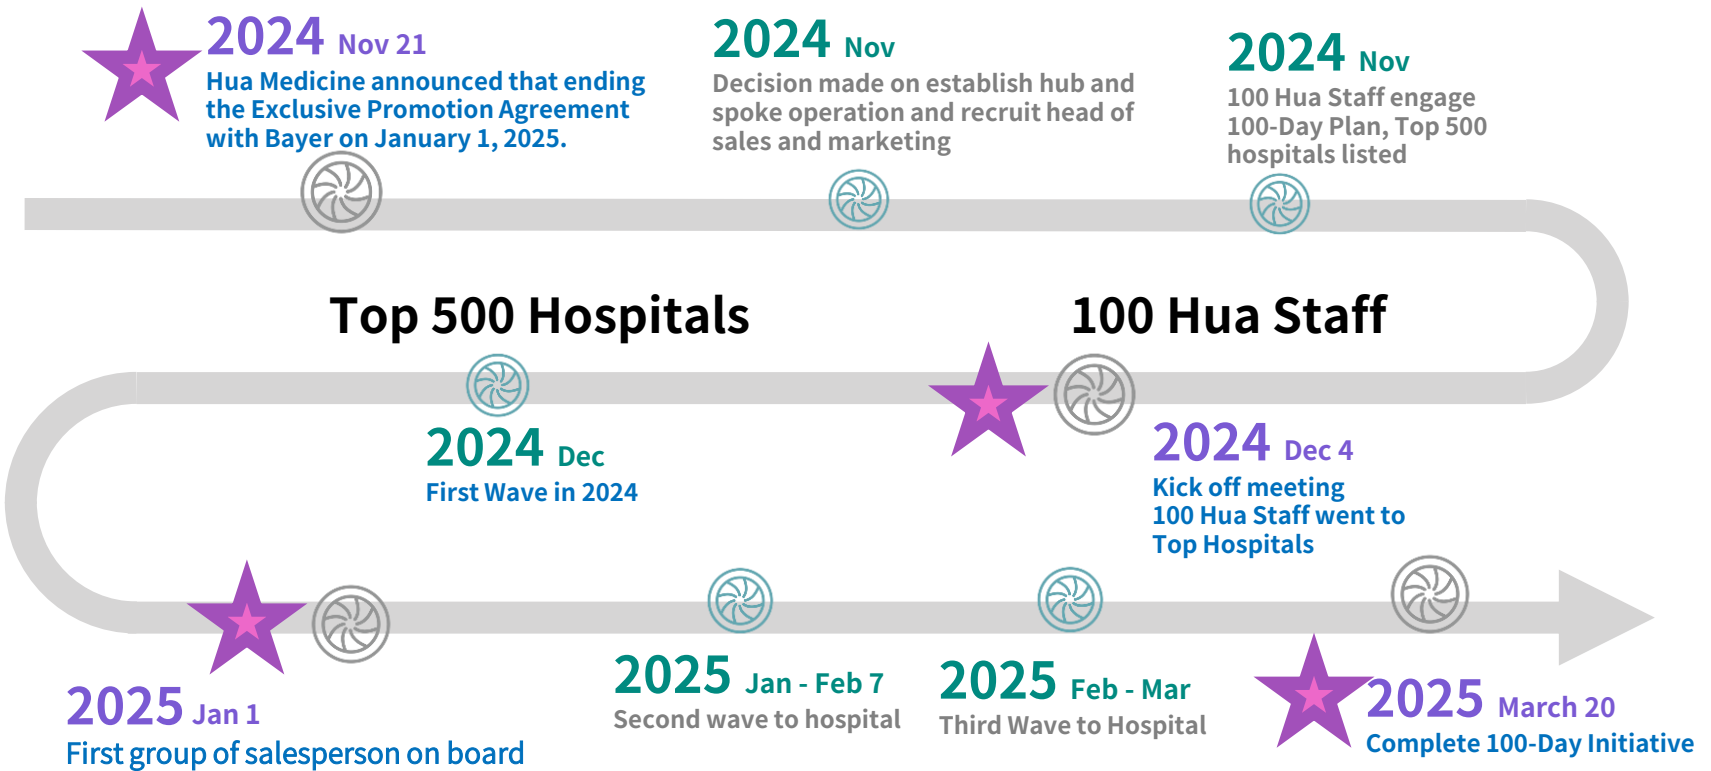 2024 Nov 21
Hua Medicine announced that ending
the Exclusive Promotion Agreement
with Bayer on January 1, 2025.
2024 Nov
Decision made on establish hub and
spoke operation and recruit head of
sales and marketing
2024 Nov
100 Hua Staff engage
100-Day Plan, Top 500
hospitals listed
Top 500 Hospitals
100 Hua Staff
2024 Dec
First Wave in 2024
2024 Dec 4
Kick off meeting
100 Hua Staff went to
Top Hospitals
2025 Jan 1
First group of salesperson on board
2025 Jan - Feb 7
Second wave to hospital
2025 Feb - Mar
Third Wave to Hospital
2025 March 20
Complete 100-Day Initiative